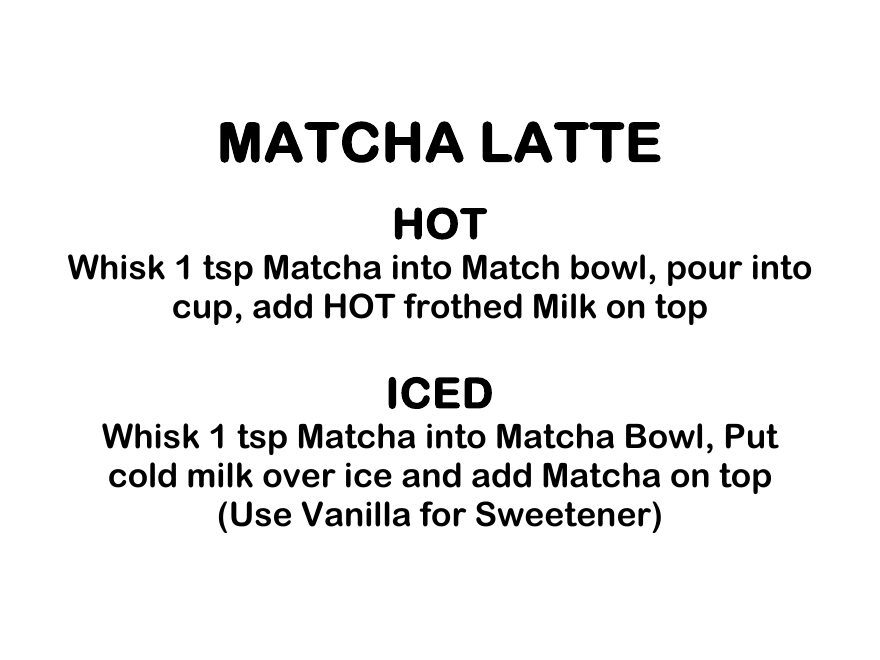 MATCHA LATTE
HOT
Whisk 1 tsp Matcha into Match bowl, pour into
cup, add HOT frothed Milk on top
ICED
Whisk 1 tsp Matcha into Matcha Bowl, Put
cold milk over ice and add Matcha on top
(Use Vanilla for Sweetener)